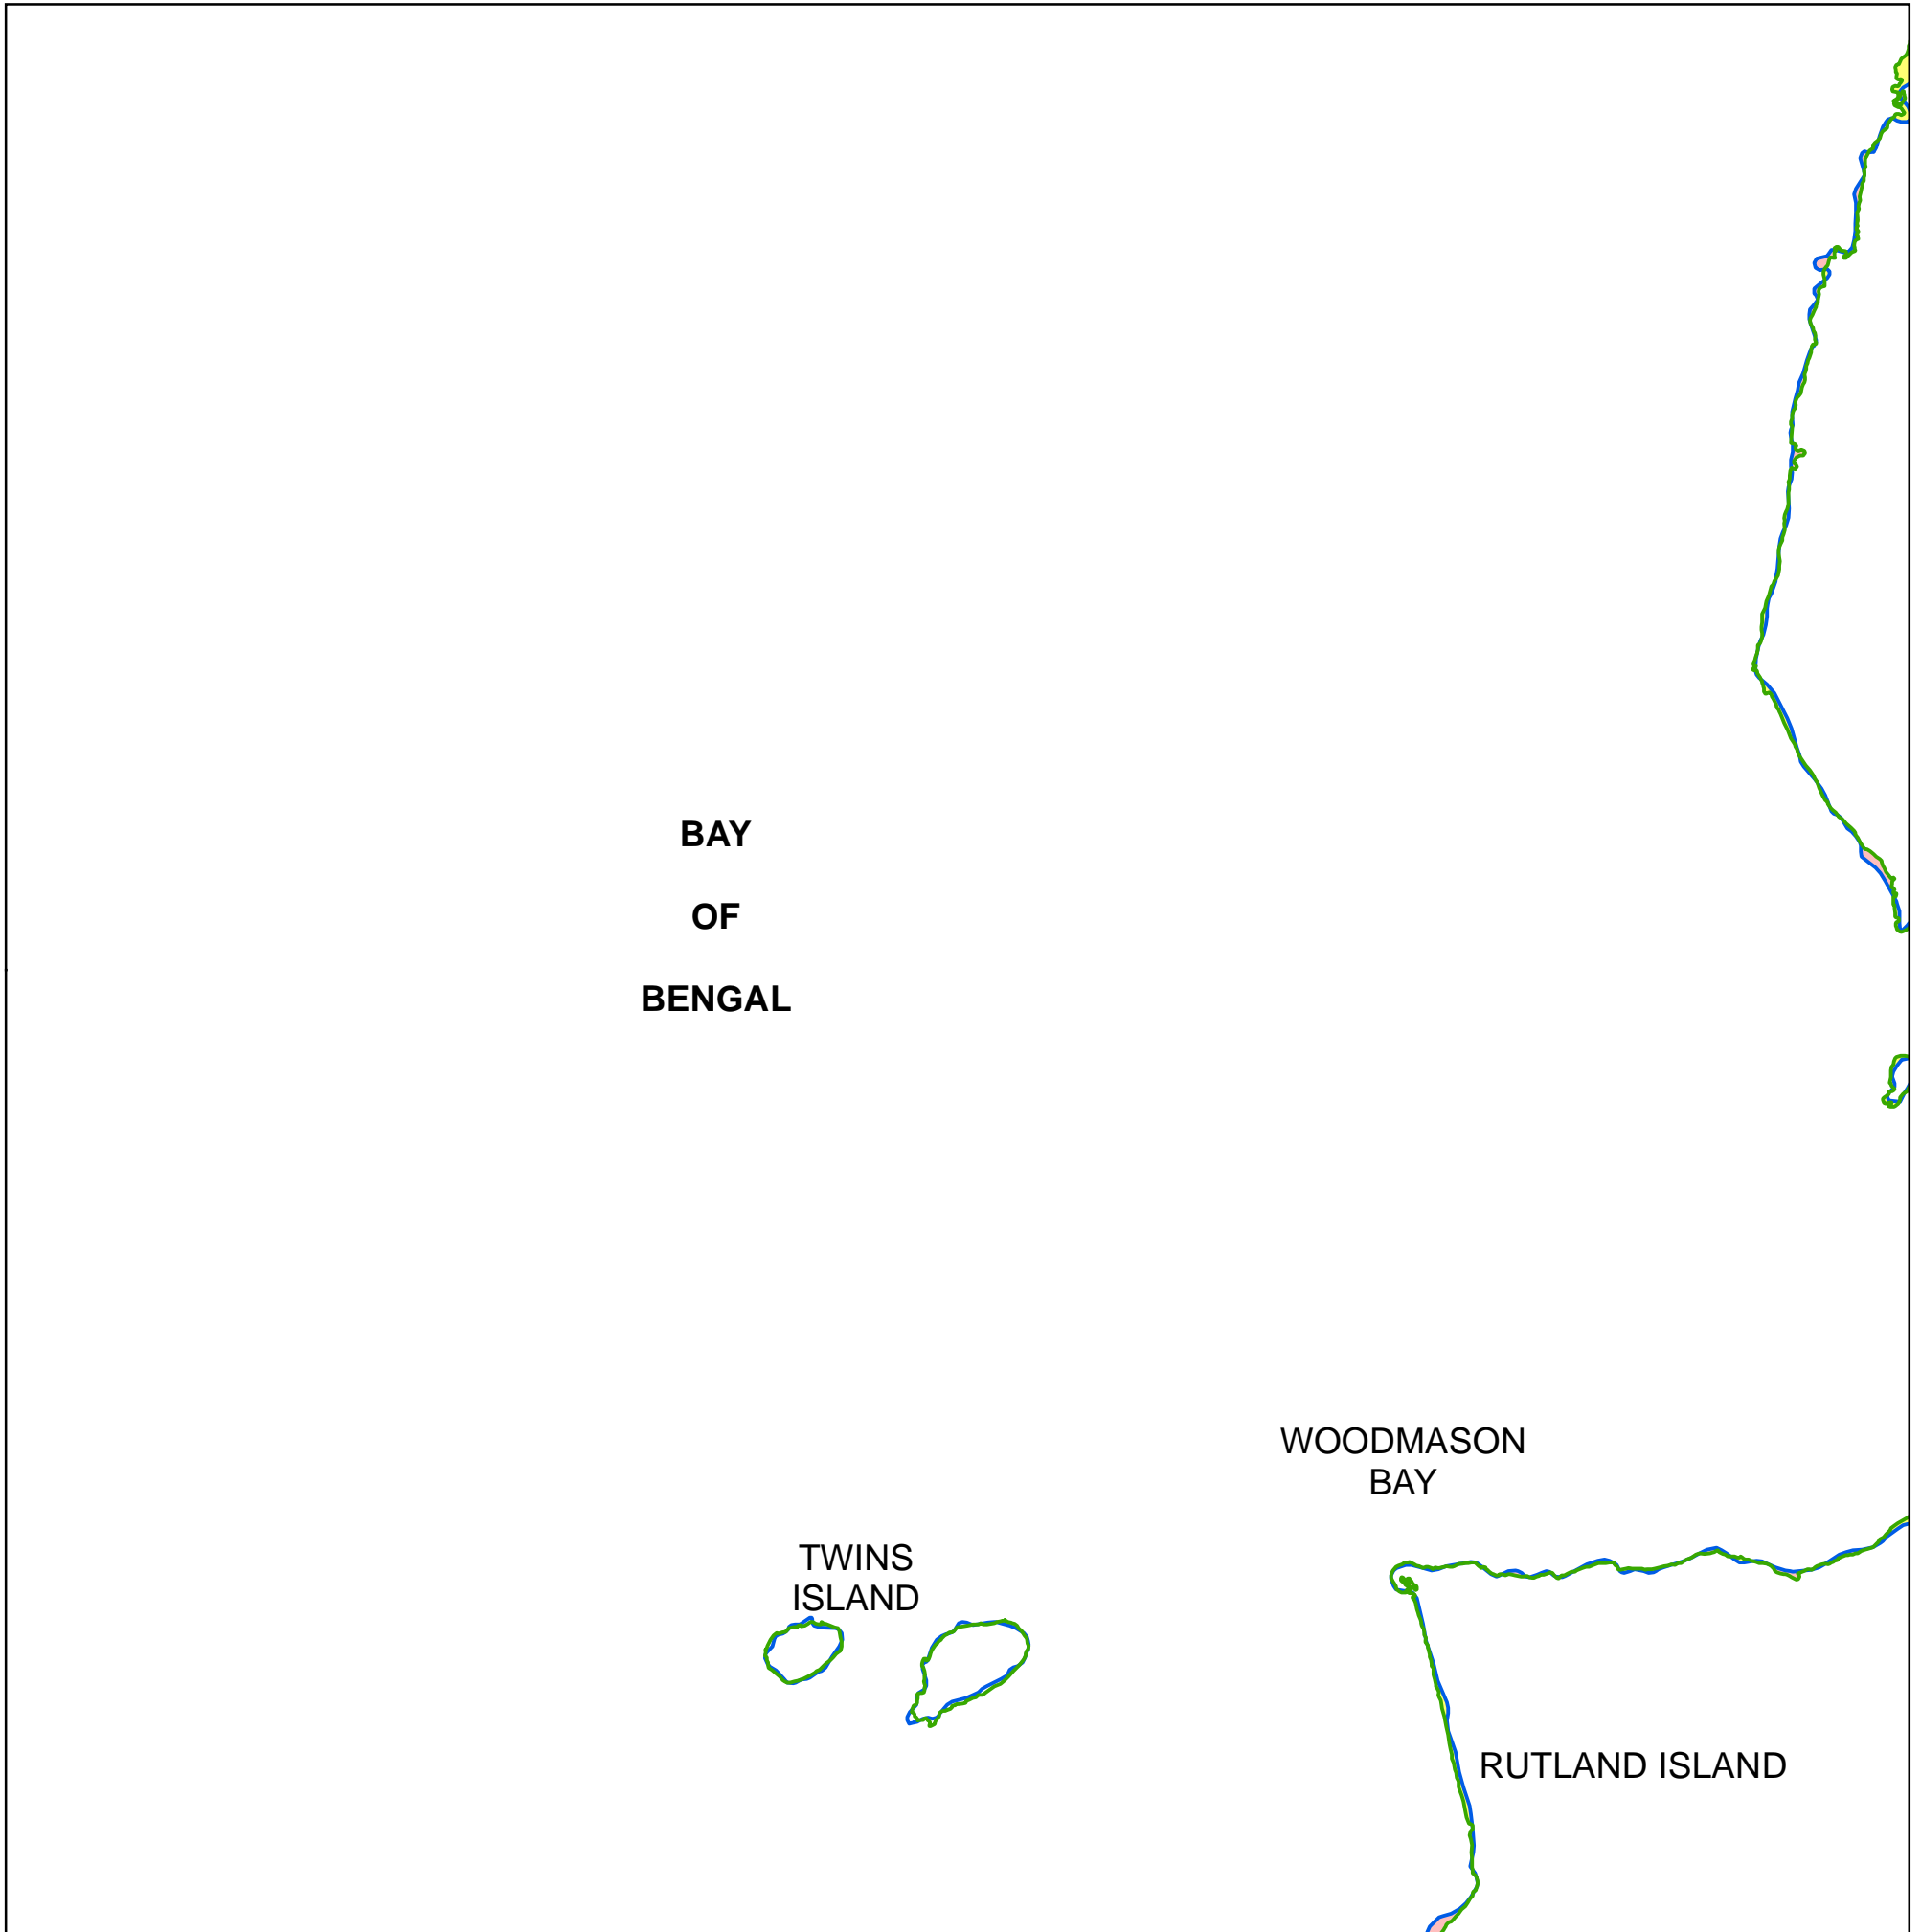 BAY
OF
BENGAL
WOODMASON
BAY
TWINS
ISLAND
RUTLAND ISLAND